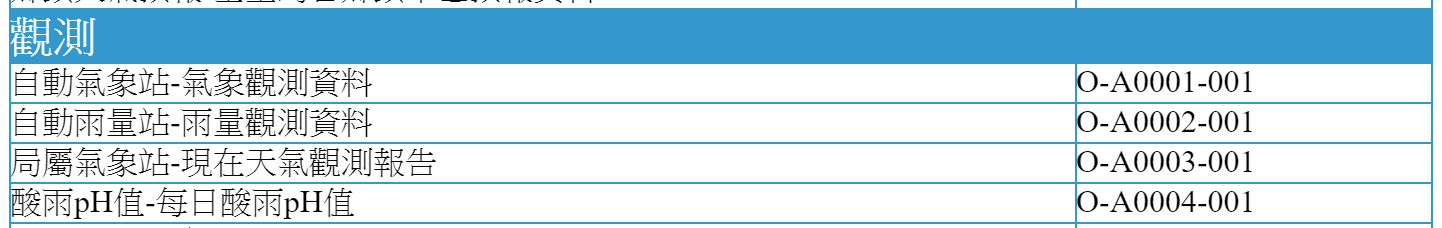 觀測
自動氣象站-氣象觀測資料 O-A0001-001
自動雨量站-雨量觀測資料 O-A0002-001
局屬氣象站-現在天氣觀測報告 O-A0003-001
酸雨pH值-每日酸雨pH值 O-A0004-001